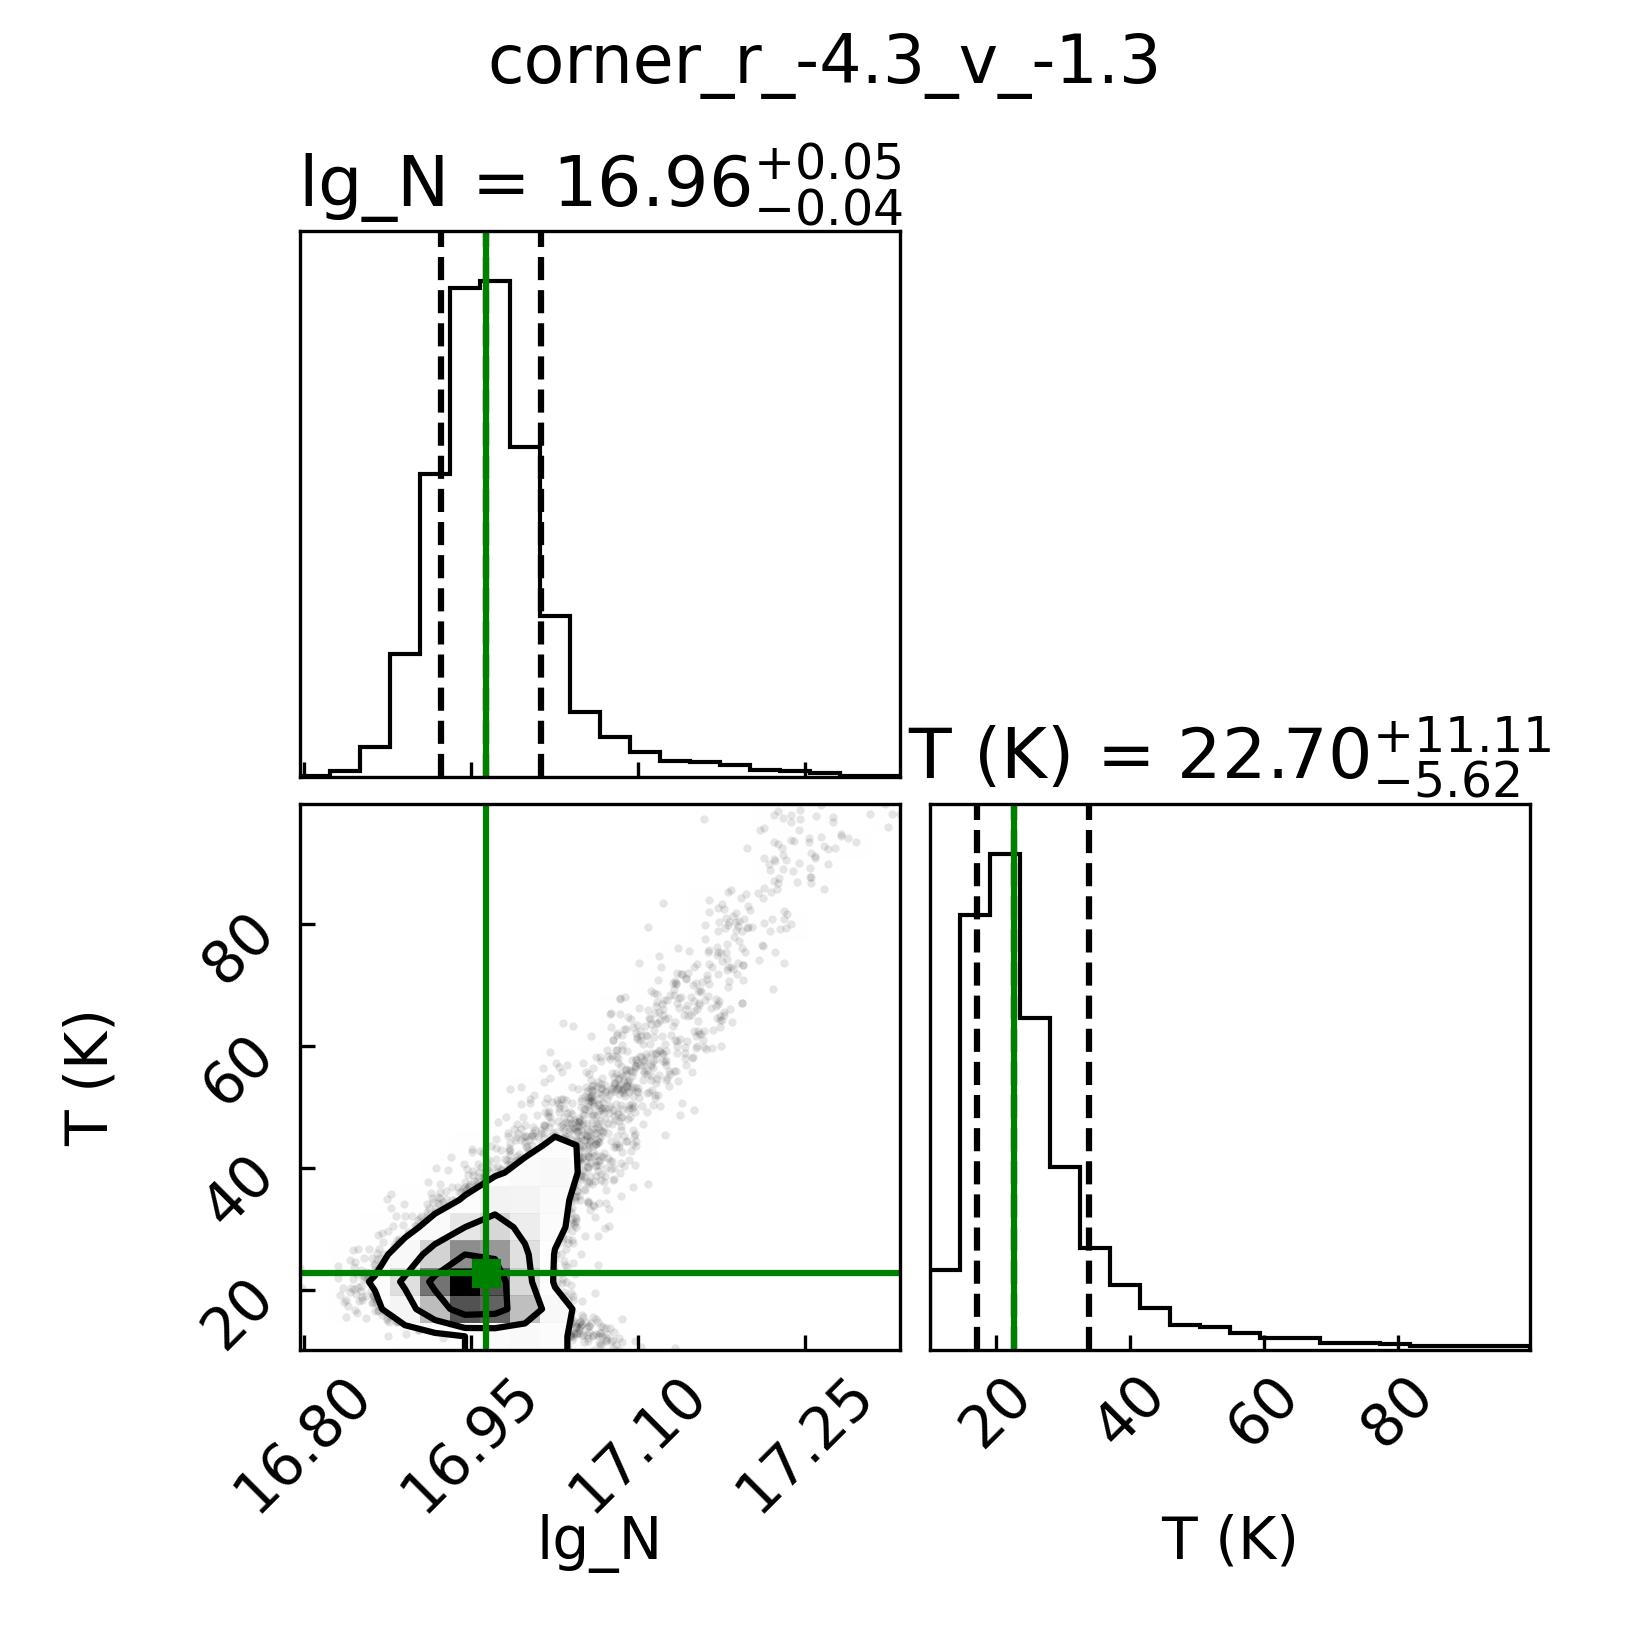 corner_r_-4.3_v_-1.3
lg_N = 16.96+0.05 −0.04
T (K) = 22.70+11.11 −5.62
80
60
40
20
T (K)
16.80 16.95 17.10 17.25
lg_N
20 40 60 80
T (K)